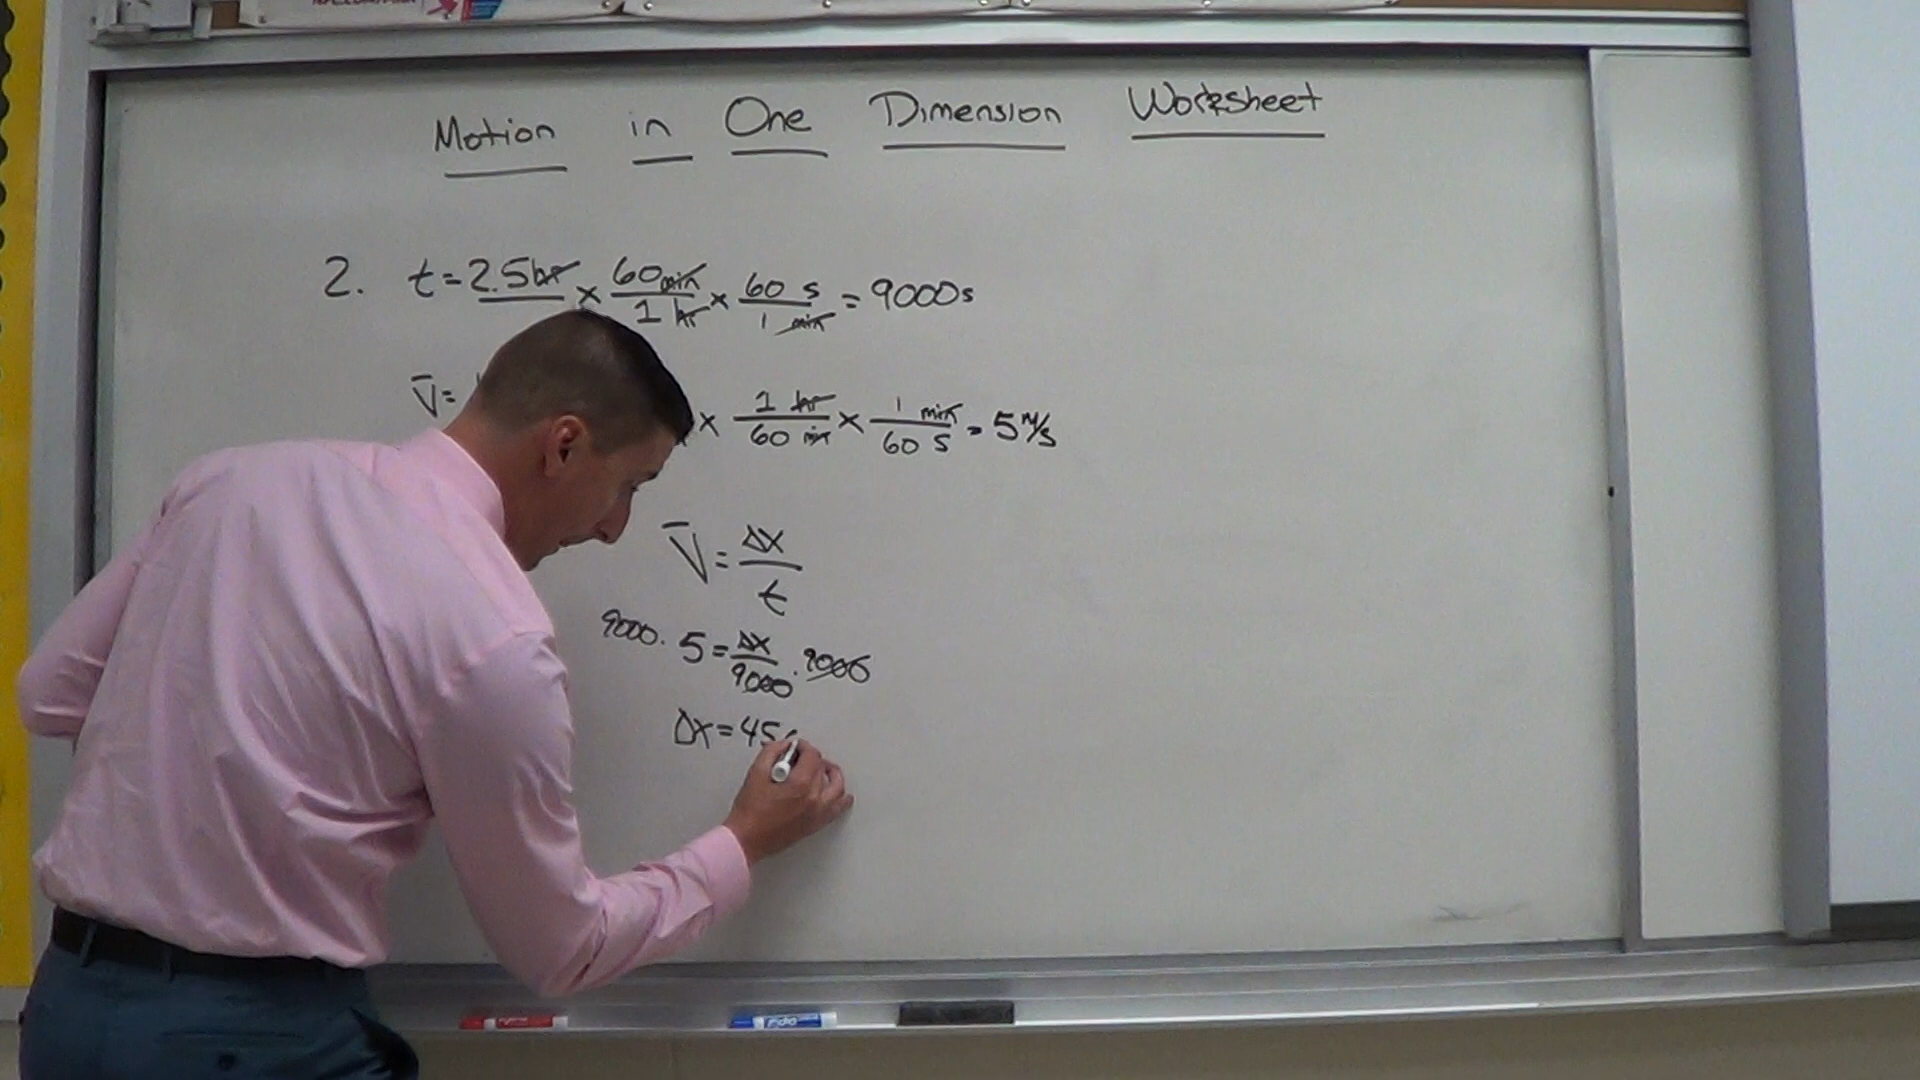 Motion in One Dimension Worksheet
2. t = 2.5 hr × 60 min / 1 hr × 60 s / 1 min = 9000 s
V̄ = × 1 hr / 60 min × 1 min / 60 s = 5 m/s
V̄ = Δx / t
9000 · 5 = Δx / 9000 · 9000
Δx = 45
expo